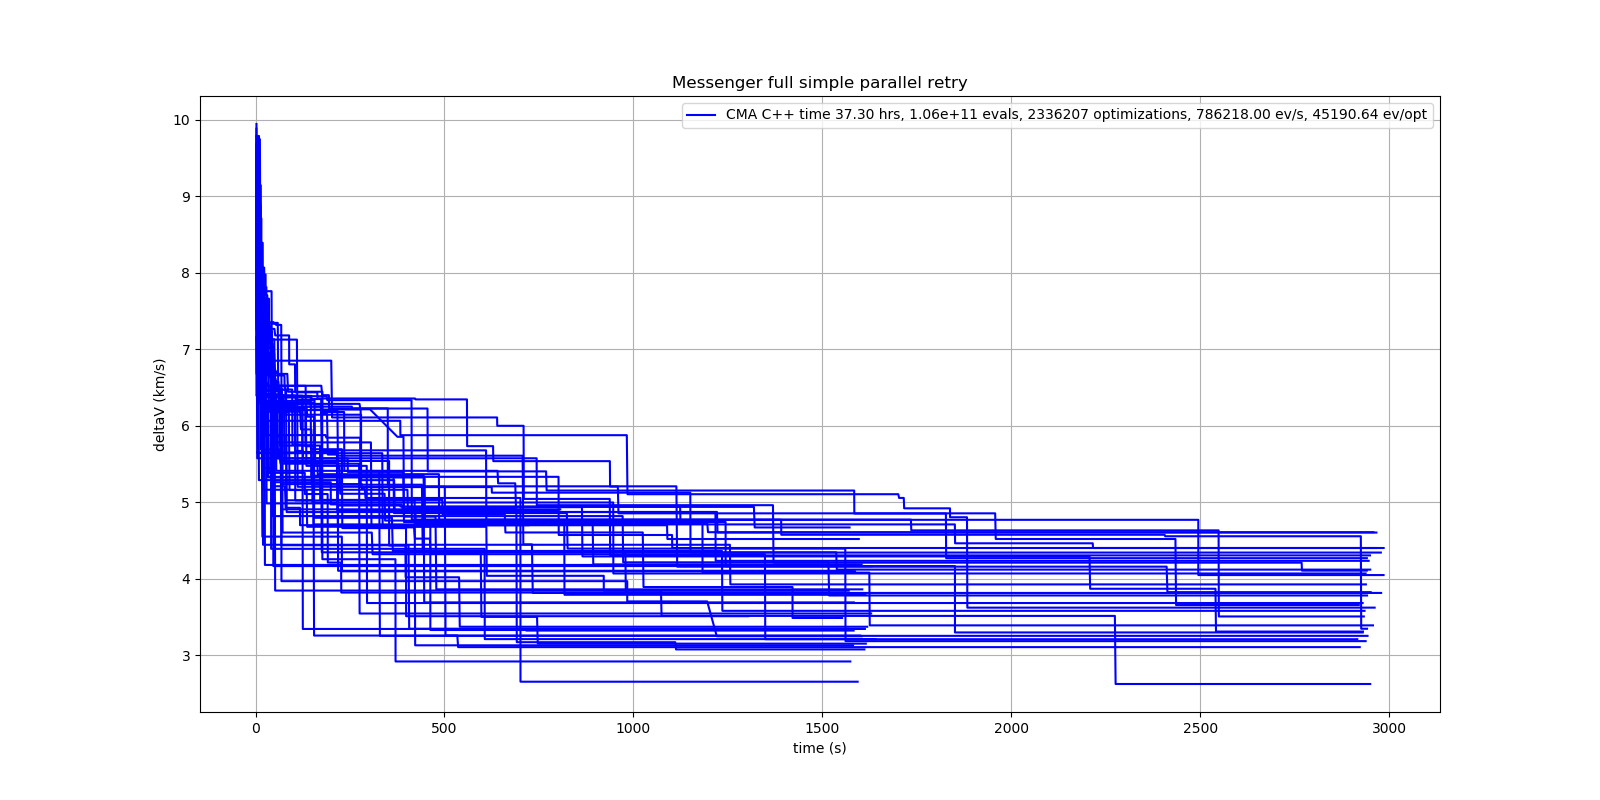 Messenger full simple parallel retry
CMA C++ time 37.30 hrs, 1.06e+11 evals, 2336207 optimizations, 786218.00 ev/s, 45190.64 ev/opt
10
9
8
7
6
5
4
3
deltaV (km/s)
0 500 1000 1500 2000 2500 3000
time (s)